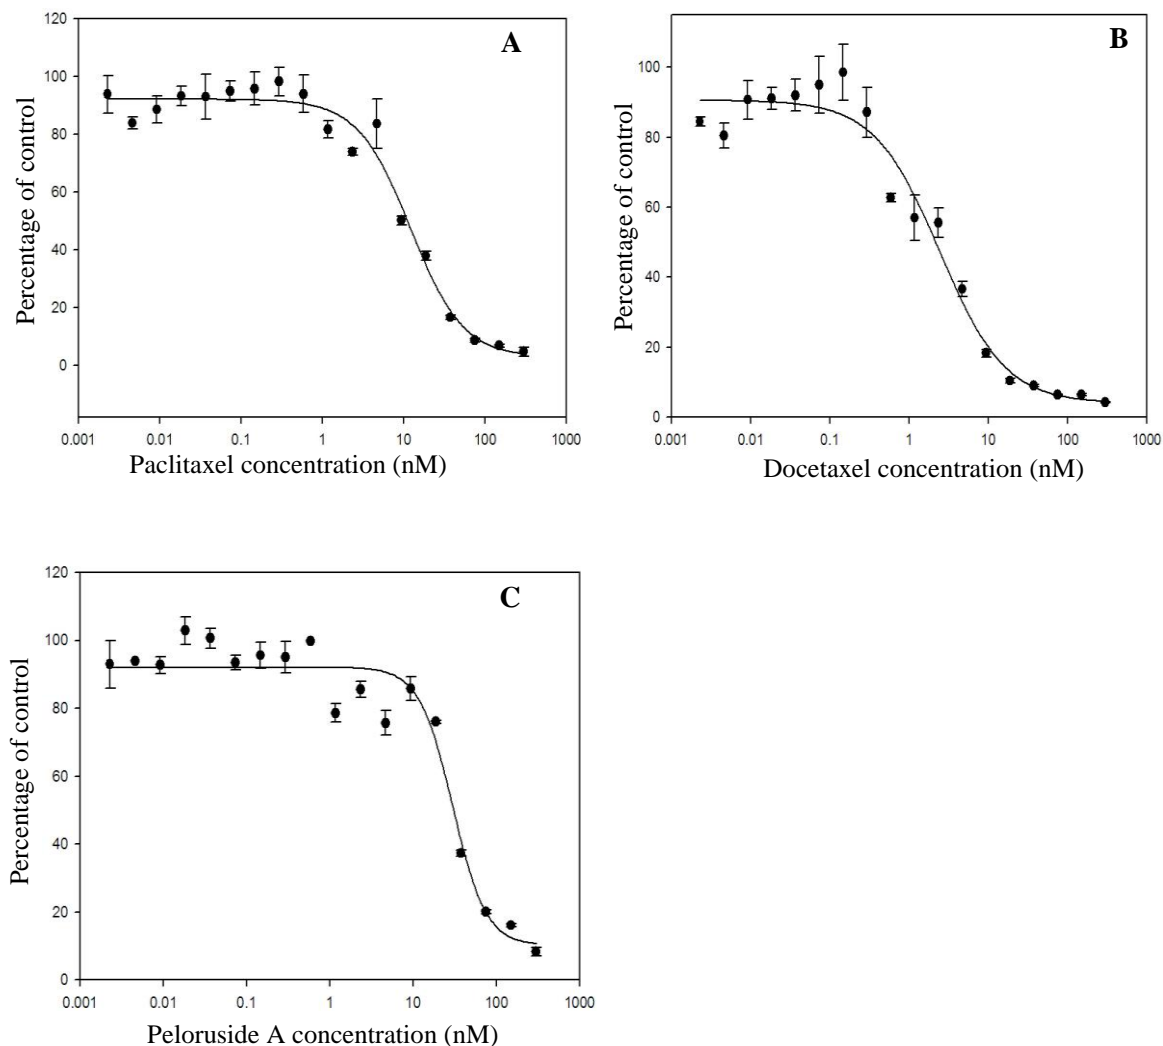 A
120
100
80
60
40
20
0
Percentage of control
0.001 0.01 0.1 1 10 100 1000
Paclitaxel concentration (nM)
B
100
80
60
40
20
0
Percentage of control
0.001 0.01 0.1 1 10 100 1000
Docetaxel concentration (nM)
C
120
100
80
60
40
20
0
Percentage of control
0.001 0.01 0.1 1 10 100 1000
Peloruside A concentration (nM)